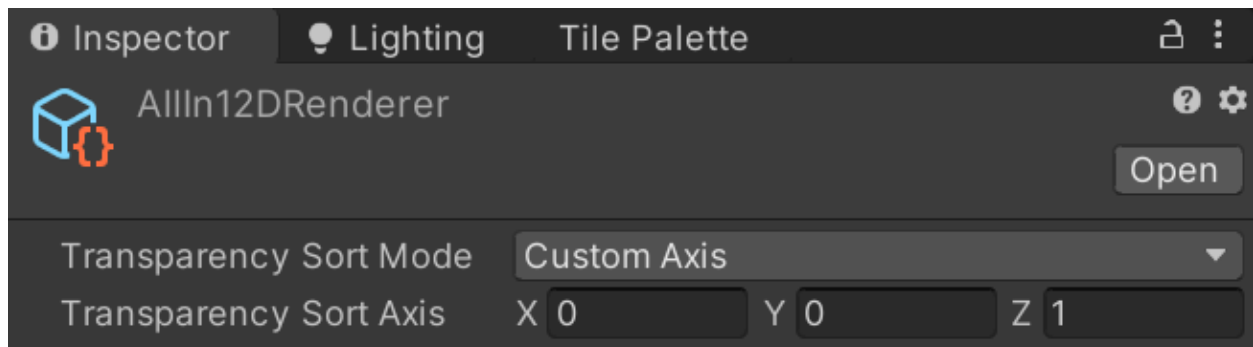 Inspector Lighting Tile Palette
AllIn12DRenderer
Open
Transparency Sort Mode Custom Axis
Transparency Sort Axis X 0 Y 0 Z 1